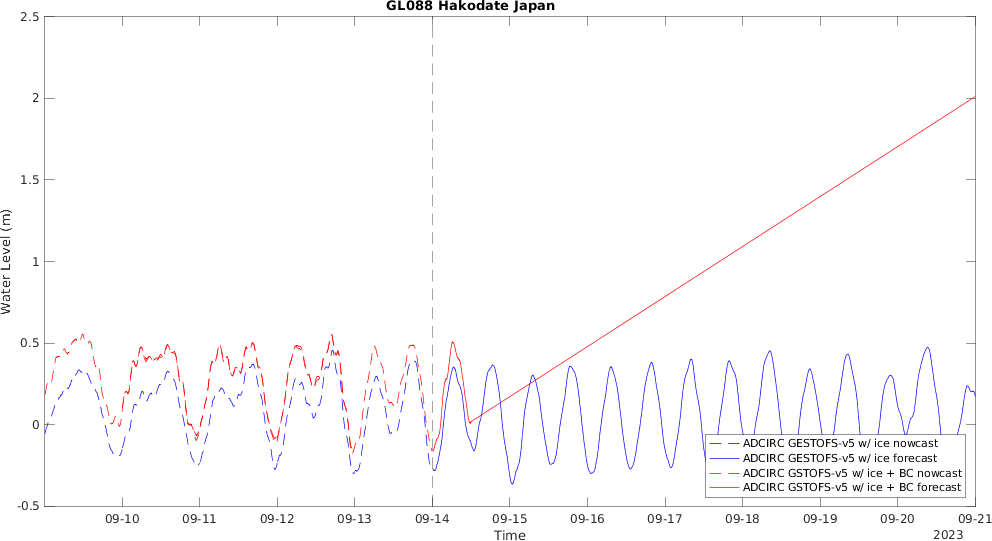 GL088 Hakodate Japan
2.5
2
1.5
1
0.5
0
-0.5
Water Level (m)
09-10 09-11 09-12 09-13 09-14 09-15 09-16 09-17 09-18 09-19 09-20 09-21
Time
2023
ADCIRC GESTOFS-v5 w/ ice nowcast
ADCIRC GESTOFS-v5 w/ ice forecast
ADCIRC GSTOFS-v5 w/ ice + BC nowcast
ADCIRC GSTOFS-v5 w/ ice + BC forecast